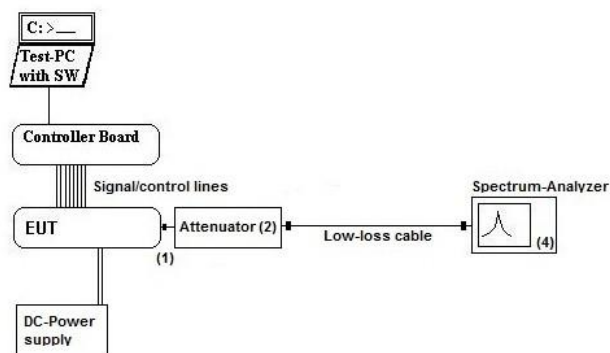 C: >__
Test-PC
with SW
Controller Board
Signal/control lines
Spectrum-Analyzer
EUT
Attenuator (2)
Low-loss cable
(4)
(1)
DC-Power
supply